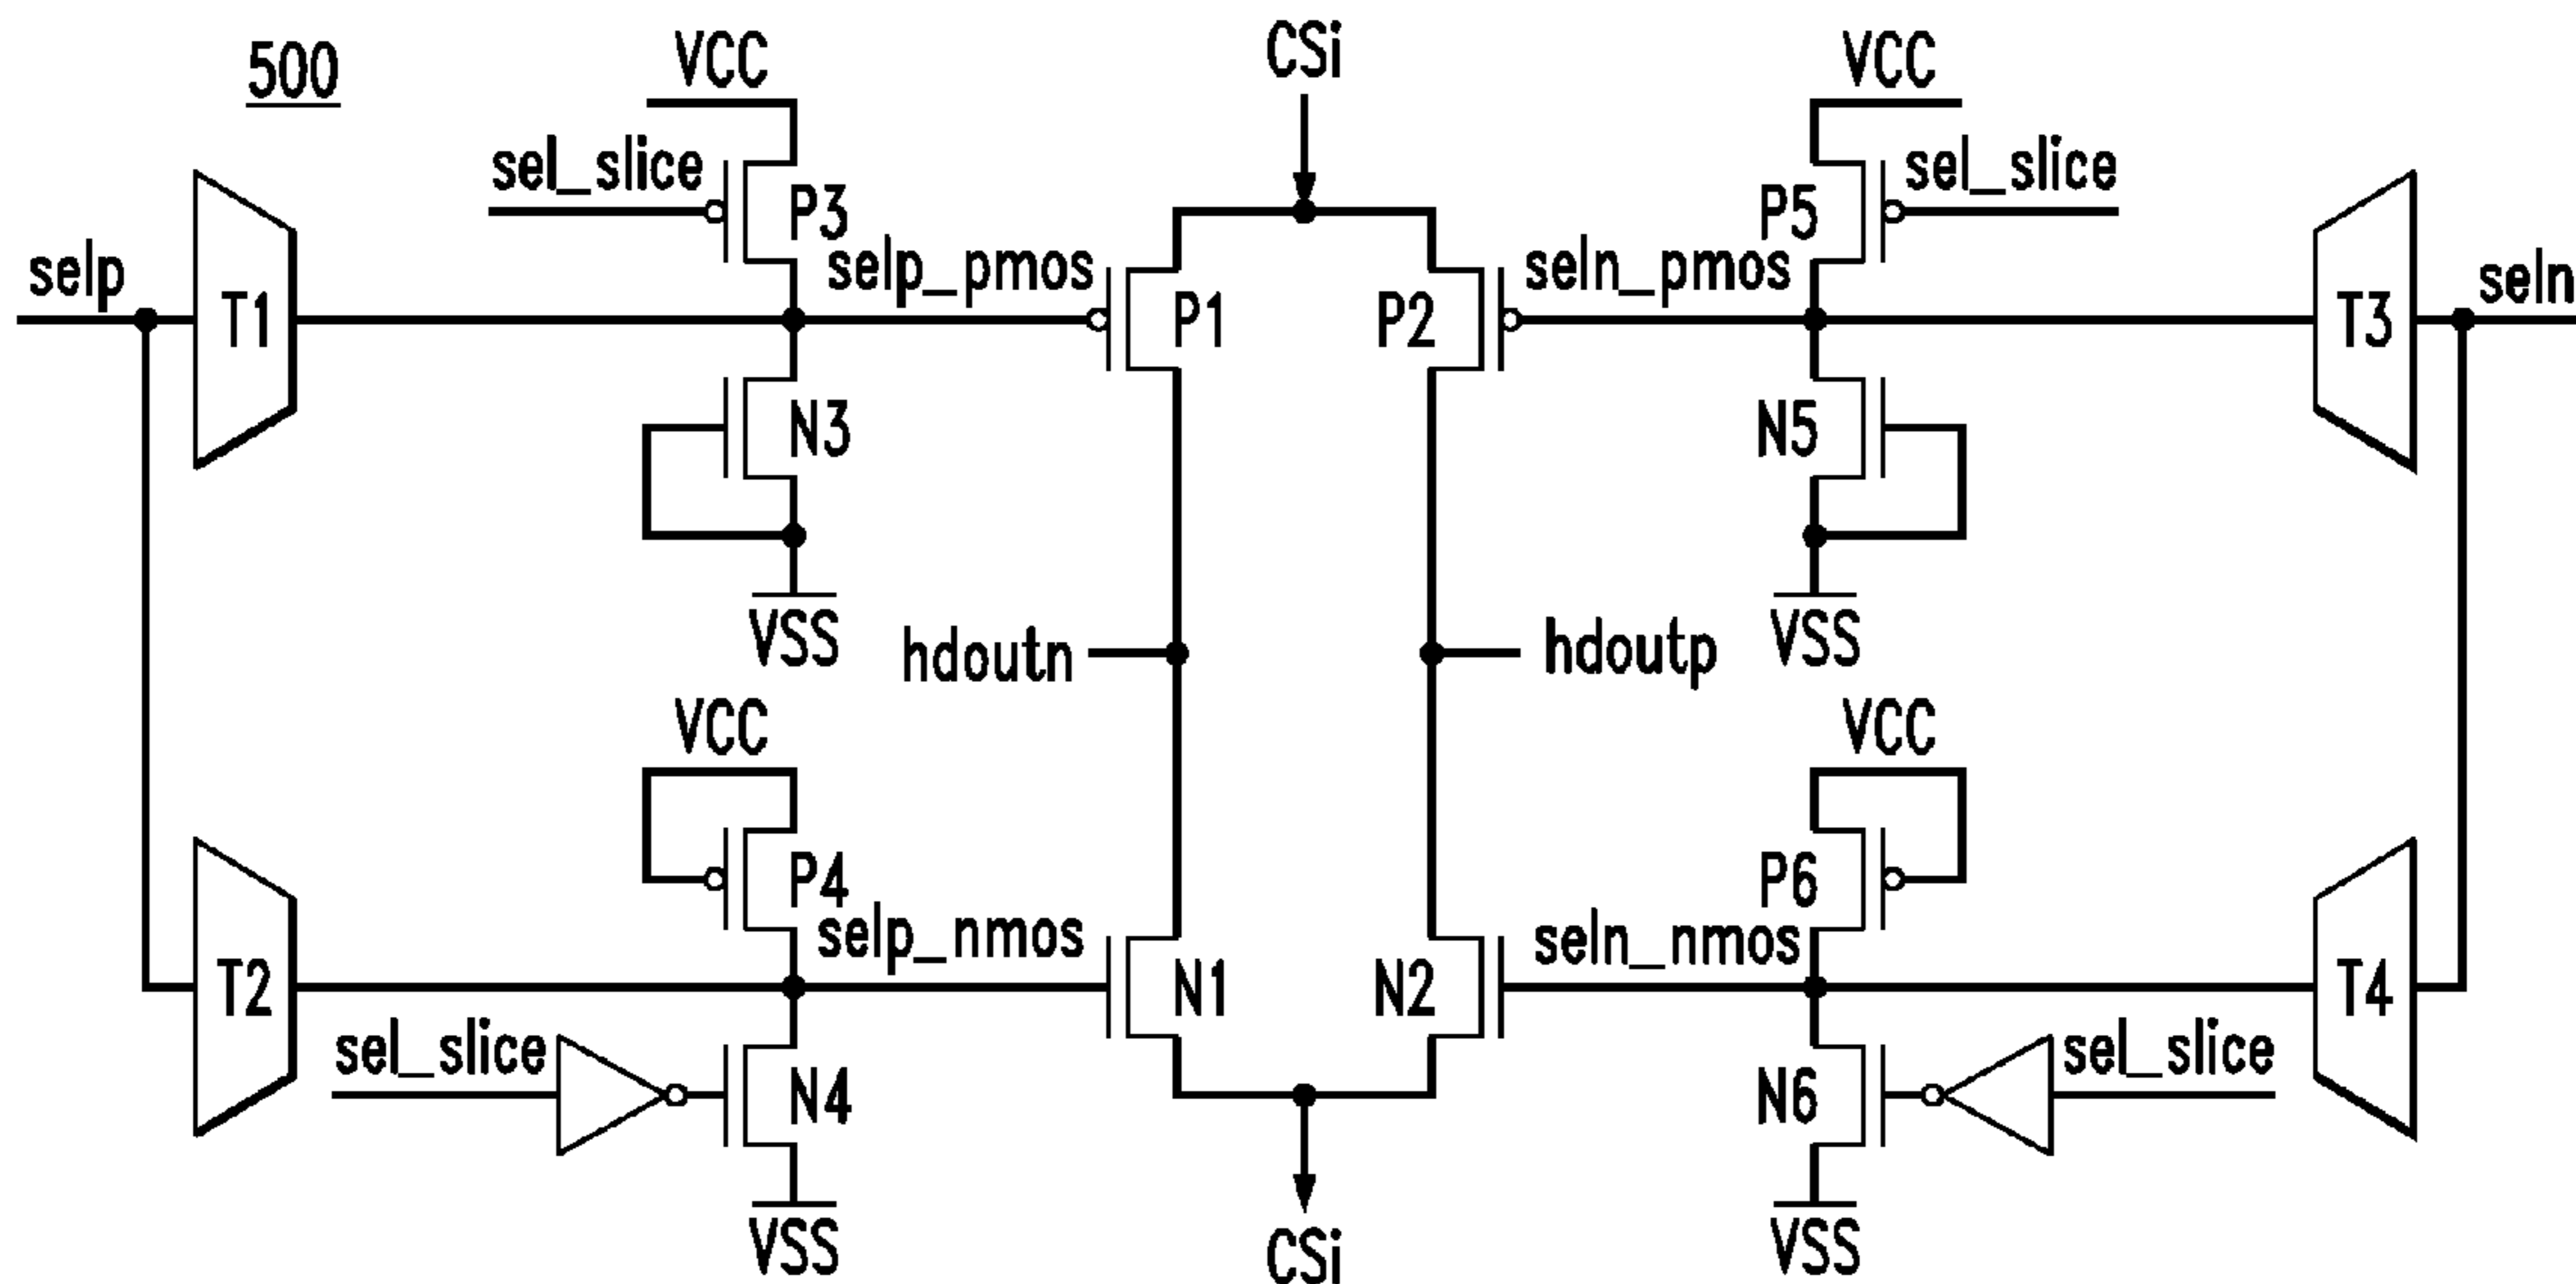 500
VCC
CSi
VCC
sel_slice
P3
P5
sel_slice
selp
T1
selp_pmos
P1
P2
seln_pmos
T3
seln
N3
N5
VSS
hdoutn
hdoutp
VSS
VCC
VCC
P4
P6
T2
selp_nmos
N1
N2
seln_nmos
T4
sel_slice
N4
N6
sel_slice
VSS
CSi
VSS